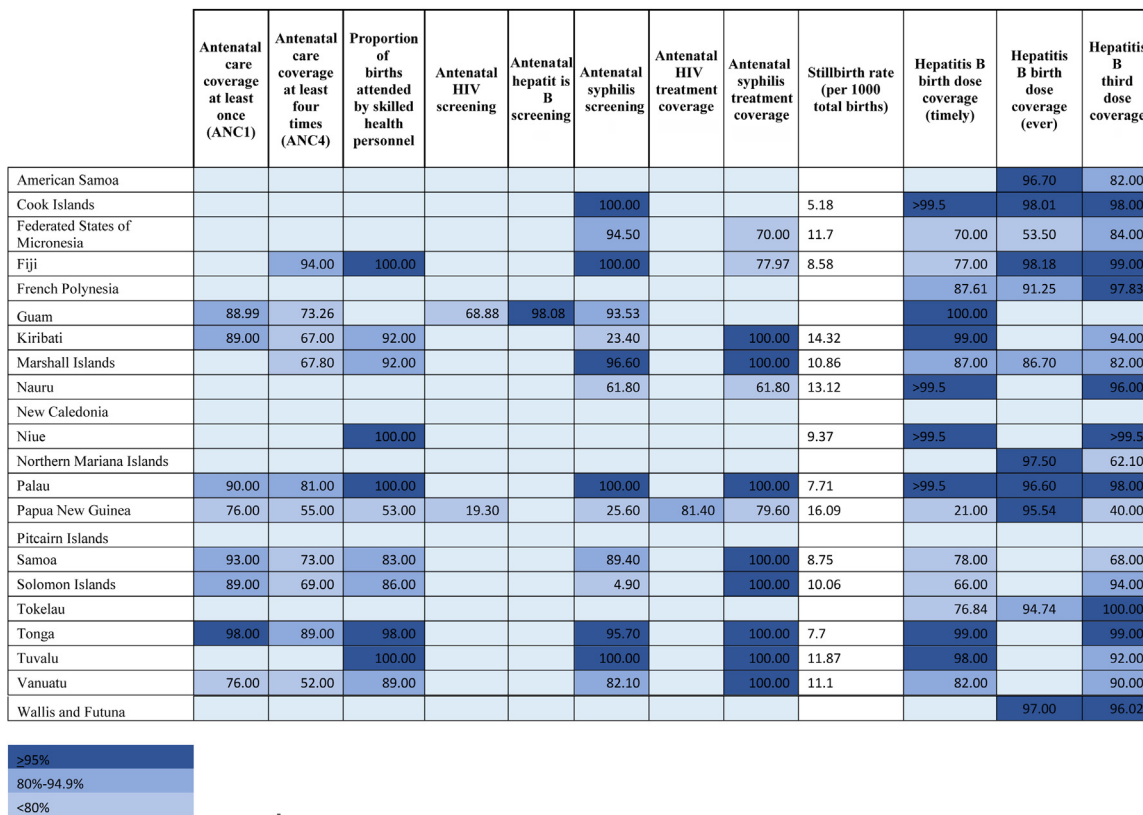 Antenatal care coverage at least once (ANC1) Antenatal care coverage at least four times (ANC4) Proportion of births attended by skilled health personnel Antenatal HIV screening Antenatal hepatit is B screening Antenatal syphilis screening Antenatal HIV treatment coverage Antenatal syphilis treatment coverage Stillbirth rate (per 1000 total births) Hepatitis B birth dose coverage (timely) Hepatitis B birth dose coverage (ever) Hepatitis B third dose coverage
American Samoa 96.70 82.00
Cook Islands 100.00 5.18 >99.5 98.01 98.00
Federated States of Micronesia 94.50 70.00 11.7 70.00 53.50 84.00
Fiji 94.00 100.00 100.00 77.97 8.58 77.00 98.18 99.00
French Polynesia 87.61 91.25 97.83
Guam 88.99 73.26 68.88 98.08 93.53 100.00
Kiribati 89.00 67.00 92.00 23.40 100.00 14.32 99.00 94.00
Marshall Islands 67.80 92.00 96.60 100.00 10.86 87.00 86.70 82.00
Nauru 61.80 61.80 13.12 >99.5 96.00
New Caledonia
Niue 100.00 9.37 >99.5 >99.5
Northern Mariana Islands 97.50 62.10
Palau 90.00 81.00 100.00 100.00 100.00 7.71 >99.5 96.60 98.00
Papua New Guinea 76.00 55.00 53.00 19.30 25.60 81.40 79.60 16.09 21.00 95.54 40.00
Pitcairn Islands
Samoa 93.00 73.00 83.00 89.40 100.00 8.75 78.00 68.00
Solomon Islands 89.00 69.00 86.00 4.90 100.00 10.06 66.00 94.00
Tokelau 76.84 94.74 100.00
Tonga 98.00 89.00 98.00 95.70 100.00 7.7 99.00 99.00
Tuvalu 100.00 100.00 100.00 11.87 98.00 92.00
Vanuatu 76.00 52.00 89.00 82.10 100.00 11.1 82.00 90.00
Wallis and Futuna 97.00 96.02
≥95%
80%-94.9%
<80%